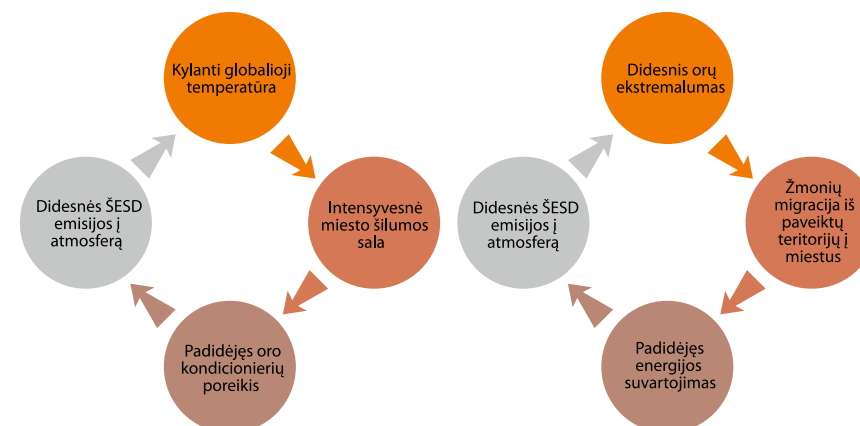 Kylanti globalioji
temperatūra
Intensyvesnė
miesto šilumos
sala
Padidėjęs oro
kondicionierių
poreikis
Didesnės ŠESD
emisijos į
atmosferą
Didesnis orų
ekstremalumas
Žmonių
migracija iš
paveiktų
teritorijų į
miestus
Padidėjęs
energijos
suvartojimas
Didesnės ŠESD
emisijos į
atmosferą